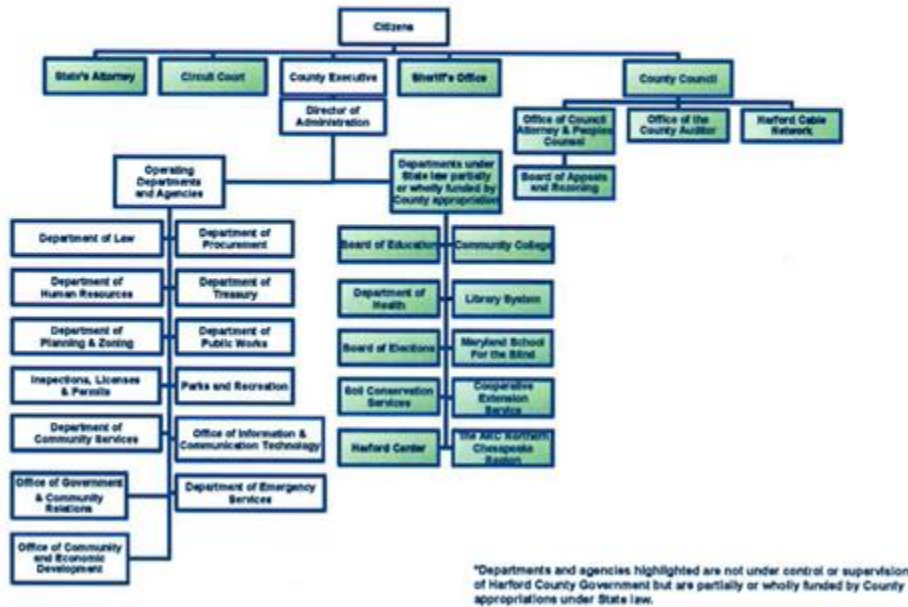 Citizens
State's Attorney
Circuit Court
County Executive
Sheriff's Office
County Council
Director of
Administration
Office of Council
Attorney & Peoples
Counsel
Office of the
County Auditor
Harford Cable
Network
Board of Appeals
and Rezoning
Operating
Departments
and Agencies
Departments under
State law partially
or wholly funded by
County appropriation
Department of Law
Department of
Procurement
Department of
Human Resources
Department of
Treasury
Department of
Planning & Zoning
Department of
Public Works
Inspections, Licenses
& Permits
Parks and Recreation
Department of
Community Services
Office of Information &
Communication Technology
Office of Government
& Community
Relations
Department of Emergency
Services
Office of Community
and Economic
Development
Board of Education
Community College
Department of
Health
Library System
Board of Elections
Maryland School
For the Blind
Soil Conservation
Services
Cooperative
Extension
Service
Harford Center
The ARC Northern
Chesapeake
Region
*Departments and agencies highlighted are not under control or supervision
of Harford County Government but are partially or wholly funded by County
appropriations under State law.